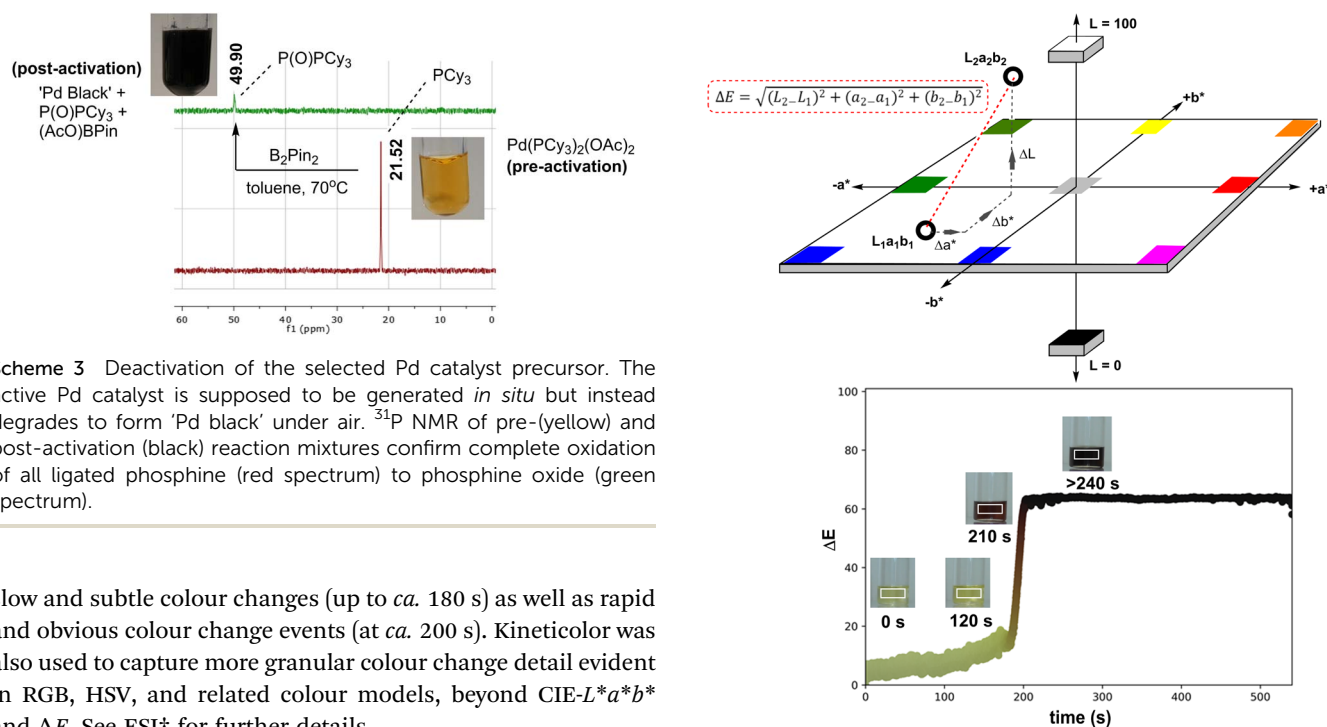 (post-activation)
'Pd Black' +
P(O)PCy3 +
(AcO)BPin
49.90
P(O)PCy3
PCy3
21.52
B2Pin2
toluene, 70°C
Pd(PCy3)2(OAc)2
(pre-activation)
60 50 40 30 20 10 0
f1 (ppm)
Scheme 3 Deactivation of the selected Pd catalyst precursor. The
active Pd catalyst is supposed to be generated in situ but instead
degrades to form 'Pd black' under air. 31P NMR of pre-(yellow) and
post-activation (black) reaction mixtures confirm complete oxidation
of all ligated phosphine (red spectrum) to phosphine oxide (green
spectrum).
low and subtle colour changes (up to ca. 180 s) as well as rapid
and obvious colour change events (at ca. 200 s). Kineticolor was
also used to capture more granular colour change detail evident
in RGB, HSV, and related colour models, beyond CIE-L*a*b*
and ΔE. See ESI† for further details.
L = 100
L2a2b2
ΔE = √(L2−L1)² + (a2−a1)² + (b2−b1)²
+b*
ΔL
-a*
+a*
Δb*
L1a1b1
Δa*
-b*
L = 0
100
80
60
40
20
0
ΔE
>240 s
210 s
0 s
120 s
0 100 200 300 400 500
time (s)